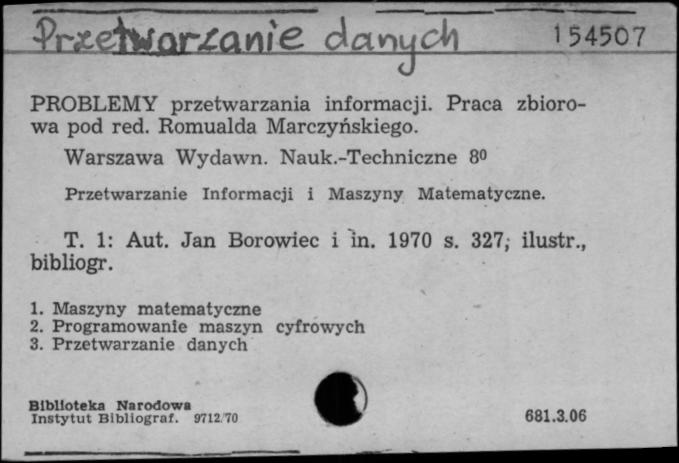 Przetwarzanie danych 154507
PROBLEMY przetwarzania informacji. Praca zbioro-
wa pod red. Romualda Marczyńskiego.
Warszawa Wydawn. Nauk.-Techniczne 8⁰
Przetwarzanie Informacji i Maszyny Matematyczne.
T. 1: Aut. Jan Borowiec i in. 1970 s. 327, ilustr.,
bibliogr.
1. Maszyny matematyczne
2. Programowanie maszyn cyfrowych
3. Przetwarzanie danych
Biblioteka Narodowa
Instytut Bibliograf. 9712/70 681.3.06